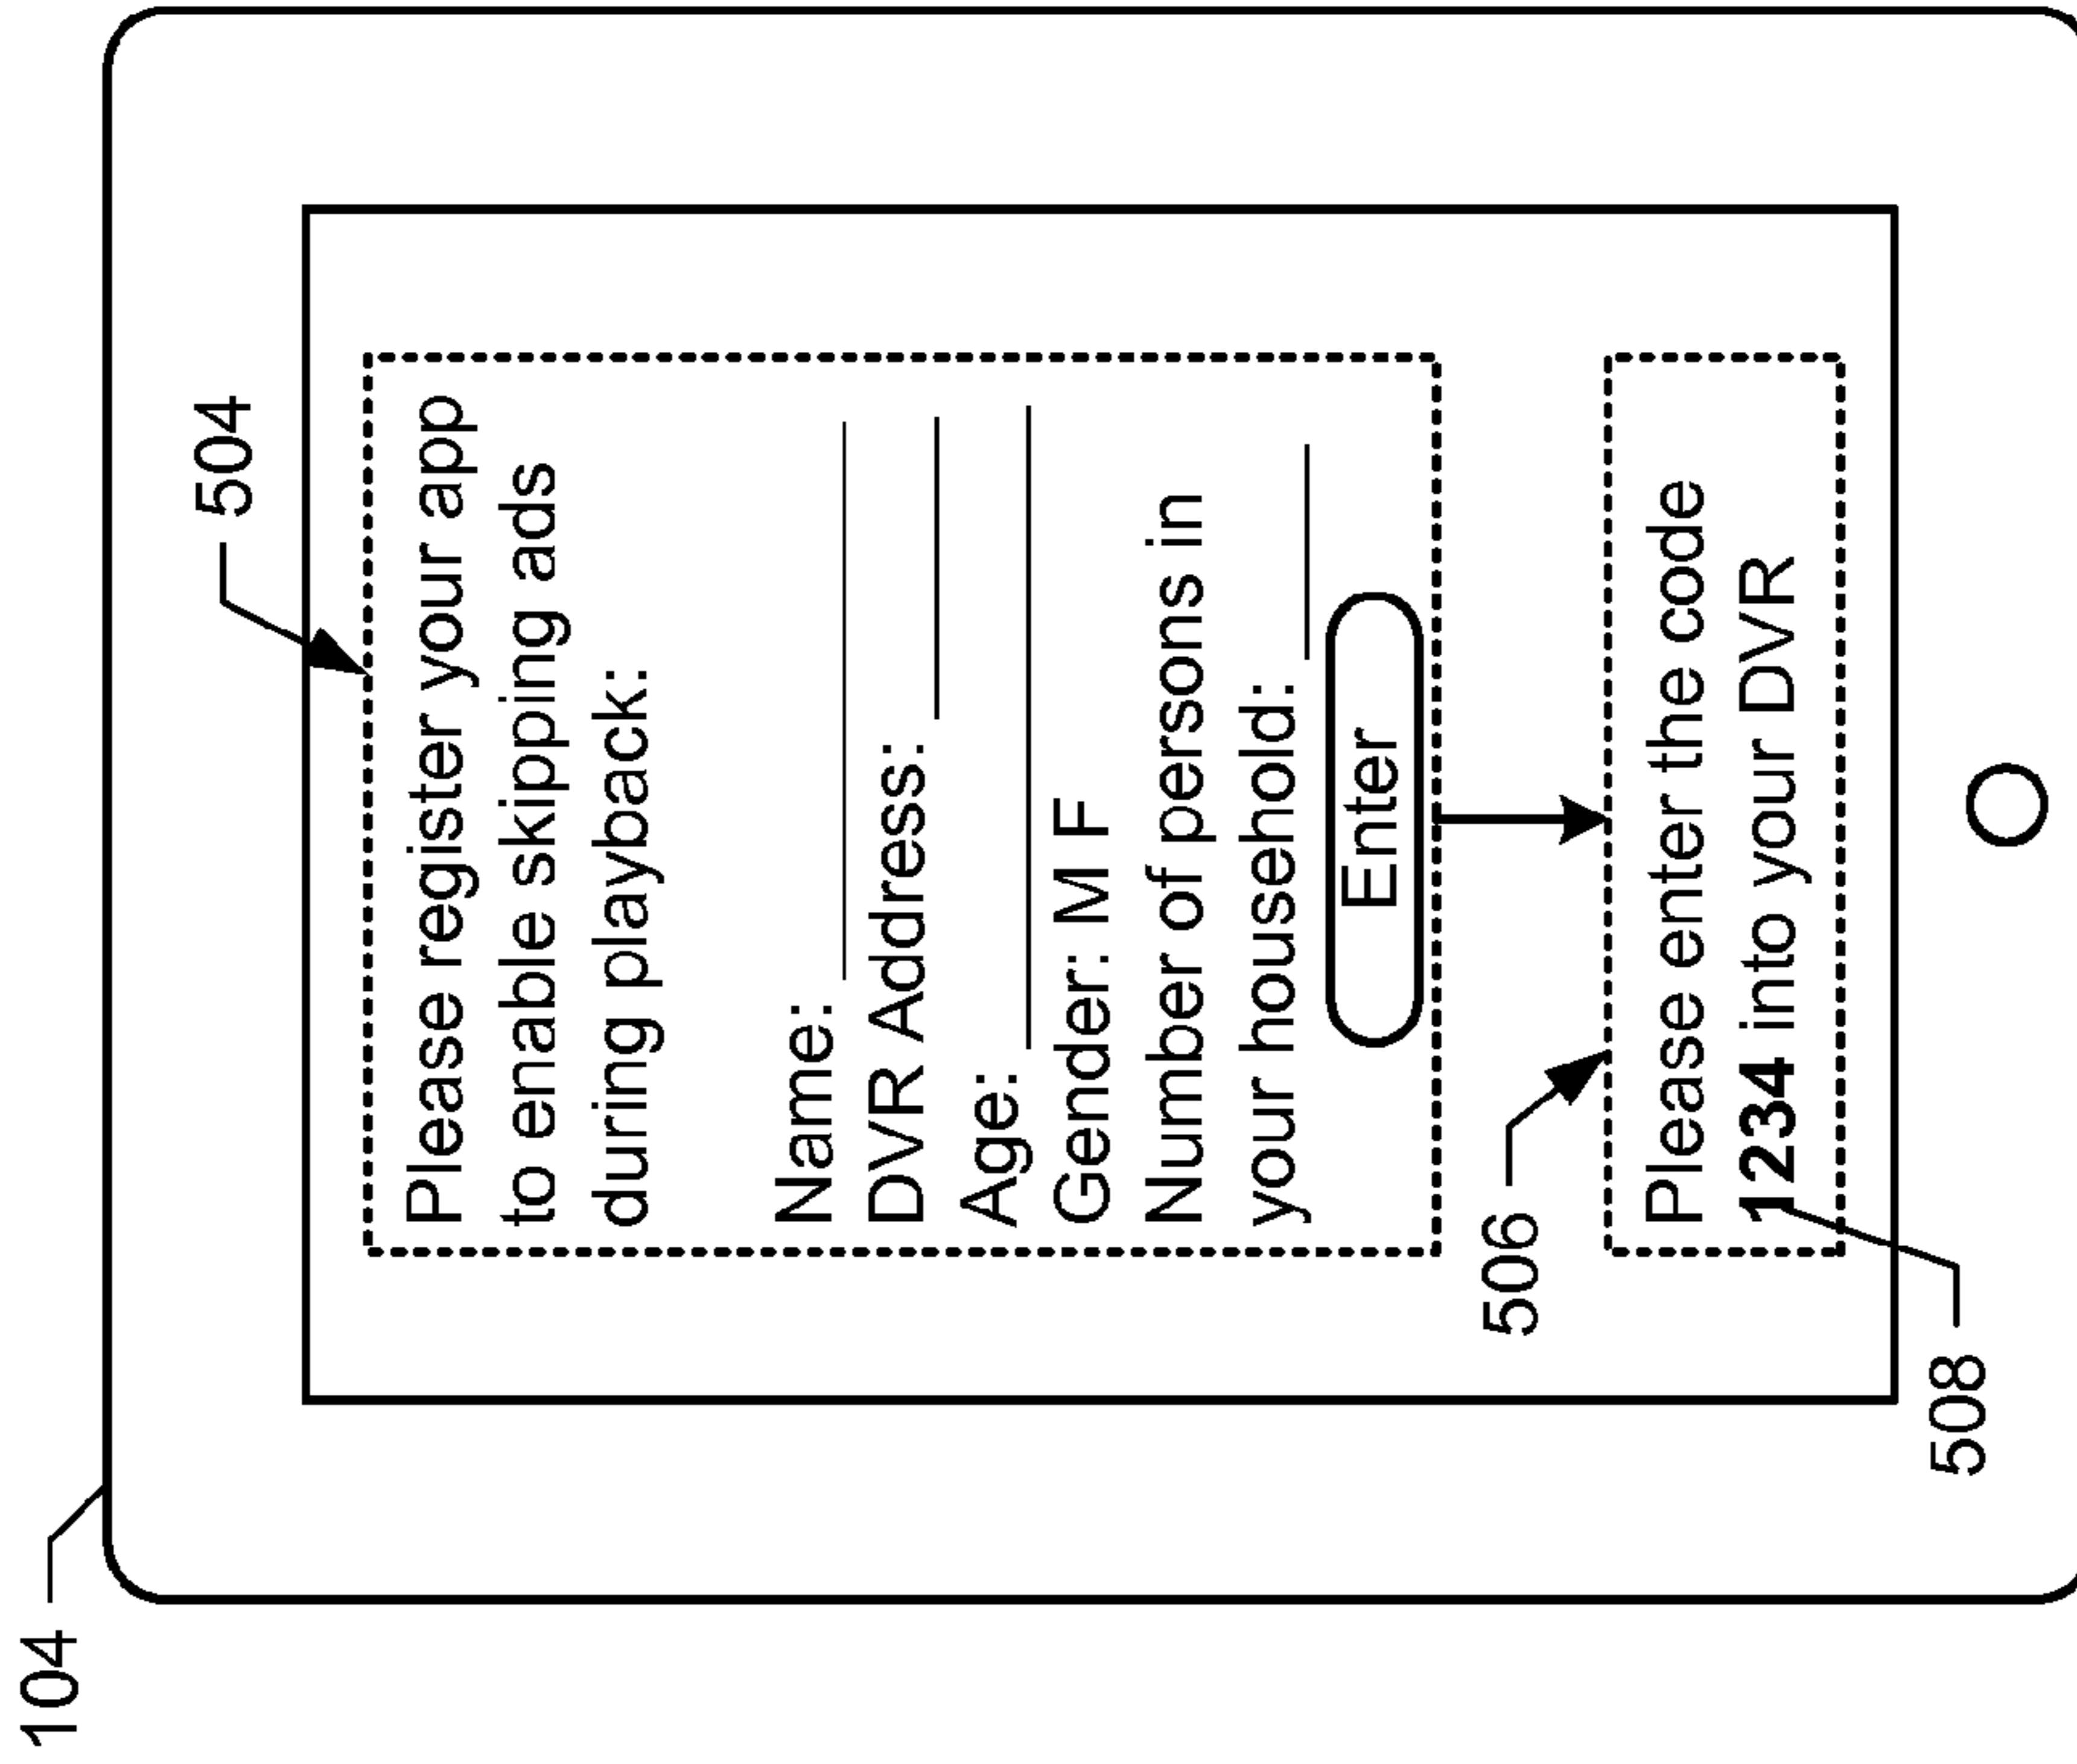 104
504
Please register your app
to enable skipping ads
during playback:
Name:
DVR Address:
Age:
Gender: M F
Number of persons in
your household:
Enter
506
Please enter the code
1234 into your DVR
508